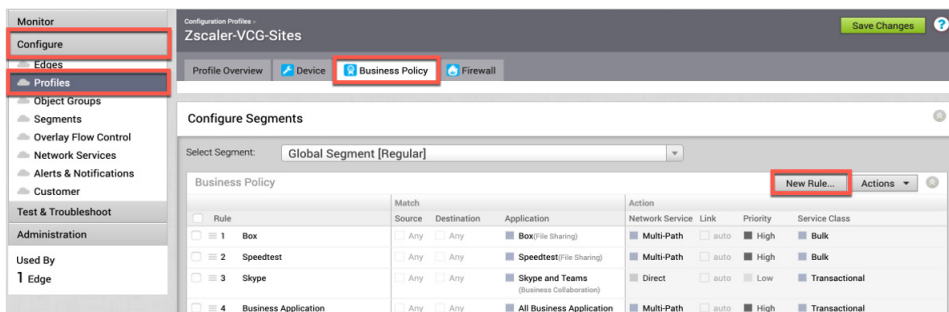 Monitor
Configure
Edges
Profiles
Object Groups
Segments
Overlay Flow Control
Network Services
Alerts & Notifications
Customer
Test & Troubleshoot
Administration
Used By
1 Edge
Configuration Profiles »
Zscaler-VCG-Sites
Save Changes ?
Profile Overview Device Business Policy Firewall
Configure Segments
Select Segment: Global Segment [Regular]
Business Policy New Rule... Actions
Match Action
Rule Source Destination Application Network Service Link Priority Service Class
1 Box Any Any Box(File Sharing) Multi-Path auto High Bulk
2 Speedtest Any Any Speedtest(File Sharing) Multi-Path auto High Bulk
3 Skype Any Any Skype and Teams Direct auto Low Transactional
(Business Collaboration)
4 Business Application Any Any All Business Application Multi-Path auto High Transactional